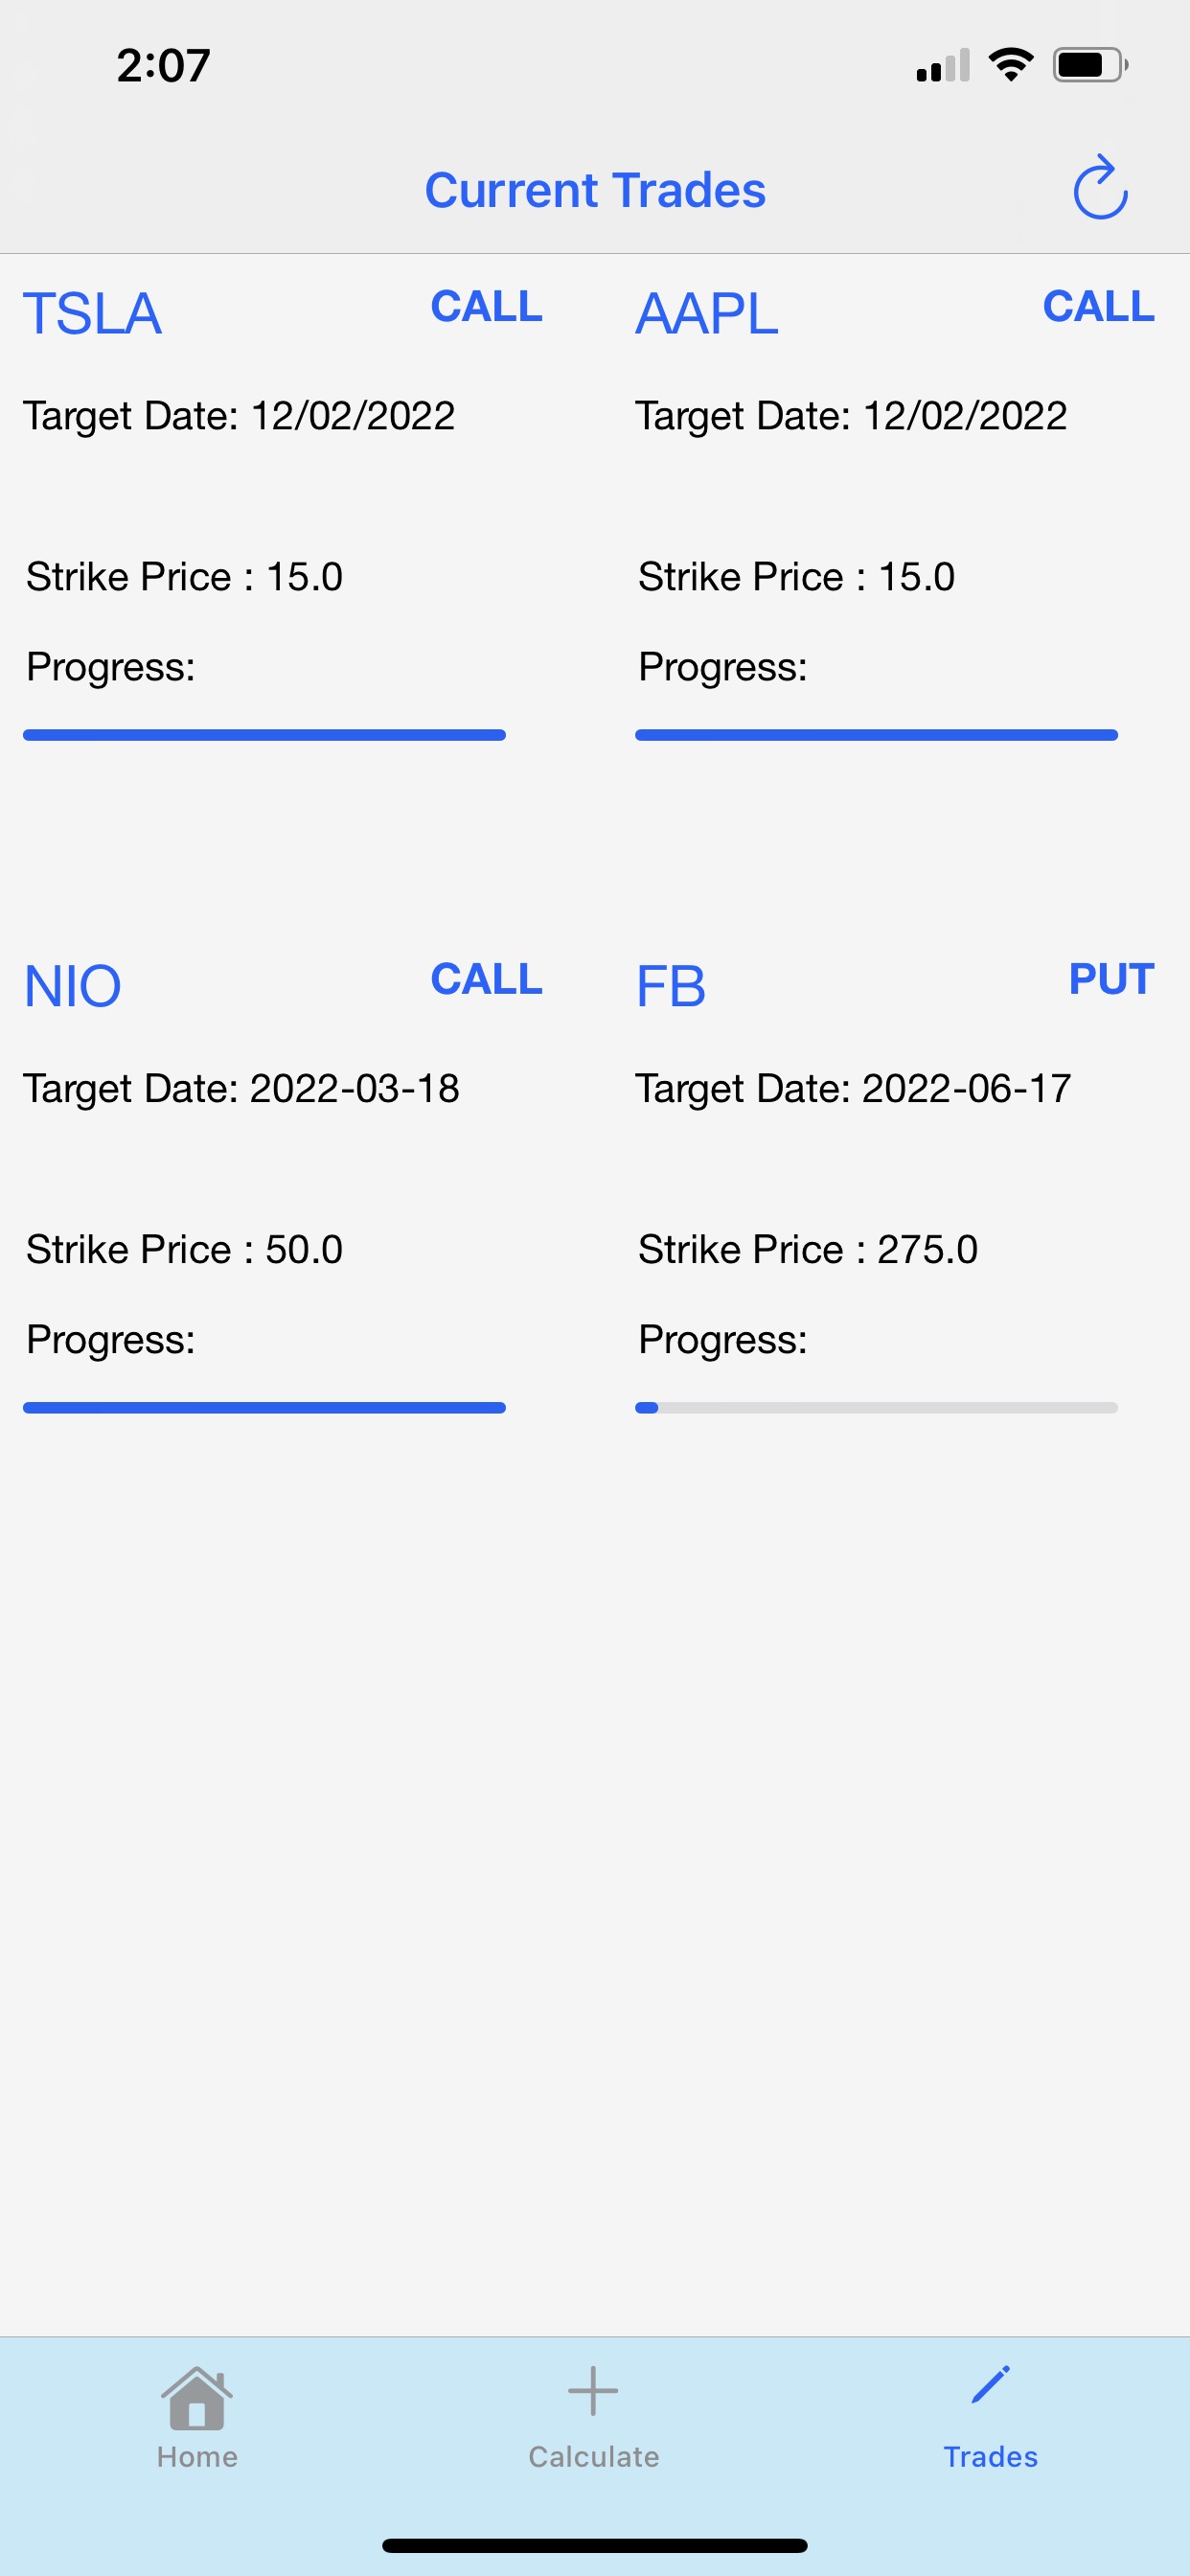 2:07
Current Trades
TSLA CALL
Target Date: 12/02/2022
Strike Price : 15.0
Progress:
AAPL CALL
Target Date: 12/02/2022
Strike Price : 15.0
Progress:
NIO CALL
Target Date: 2022-03-18
Strike Price : 50.0
Progress:
FB PUT
Target Date: 2022-06-17
Strike Price : 275.0
Progress:
Home
Calculate
Trades